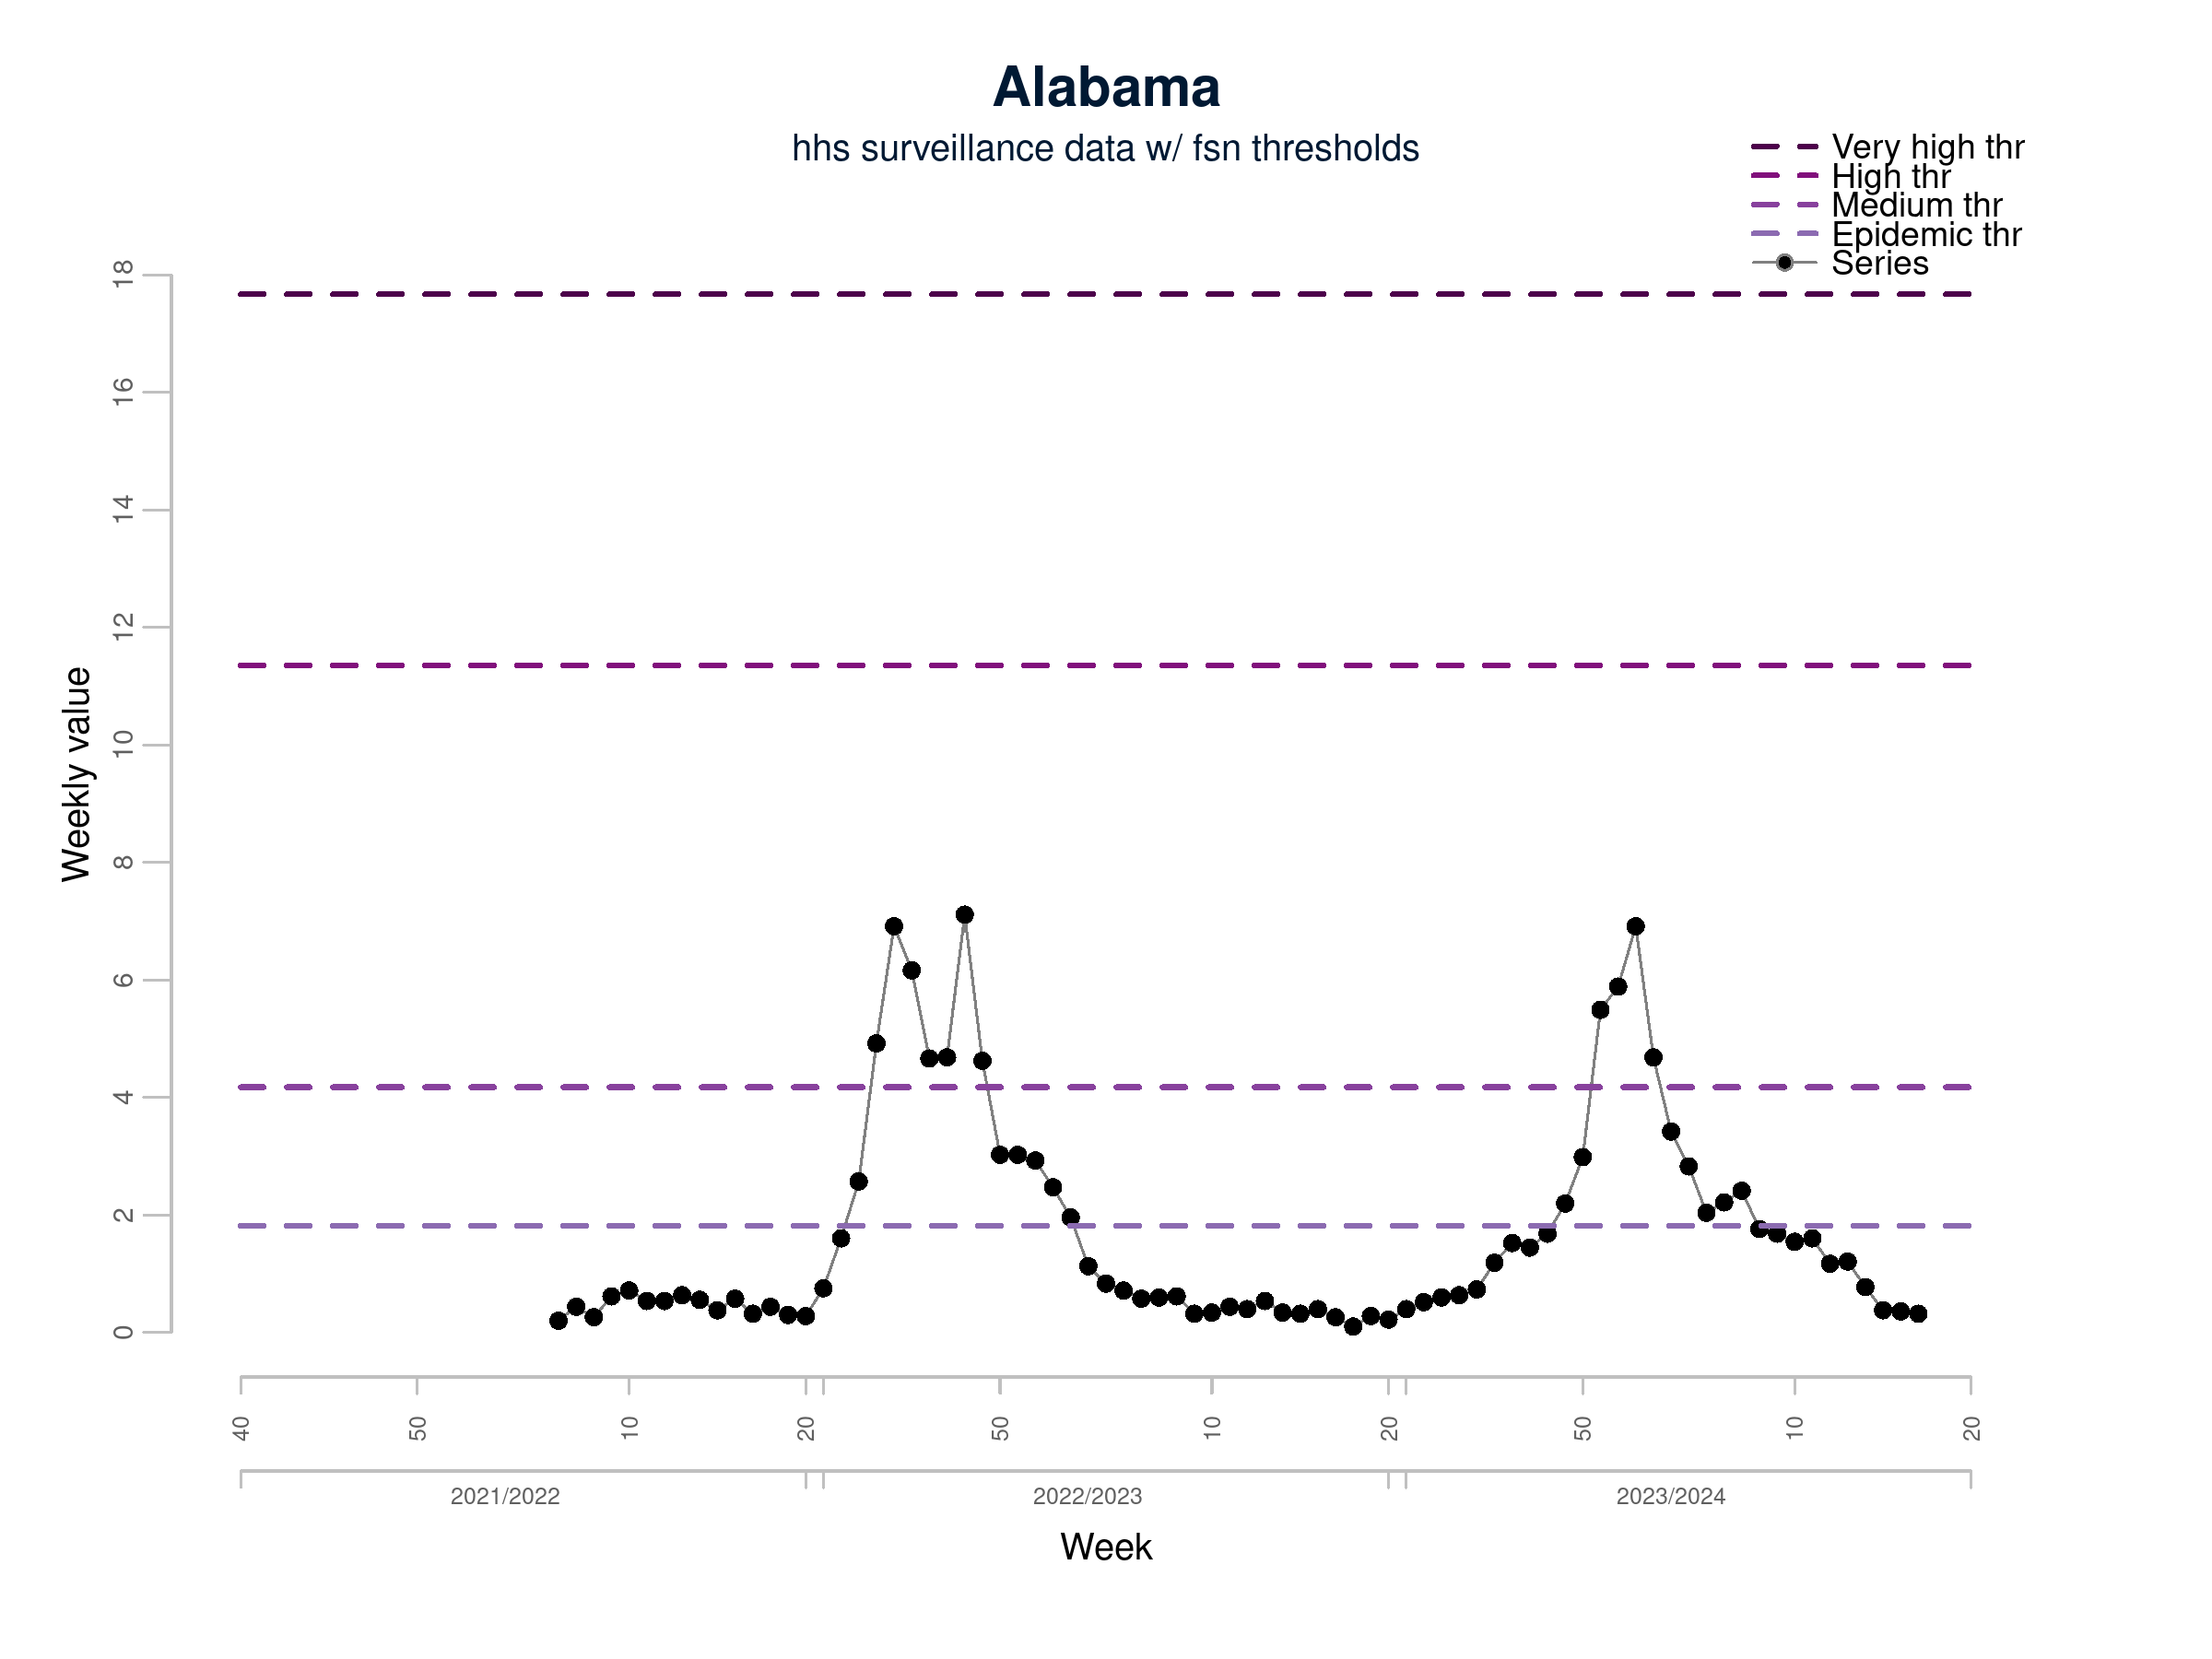 Alabama
hhs surveillance data w/ fsn thresholds
Very high thr
High thr
Medium thr
Epidemic thr
Series
18
16
14
12
10
8
6
4
2
0
Weekly value
40 50 10 20 50 10 20 50 10 20
2021/2022 2022/2023 2023/2024
Week